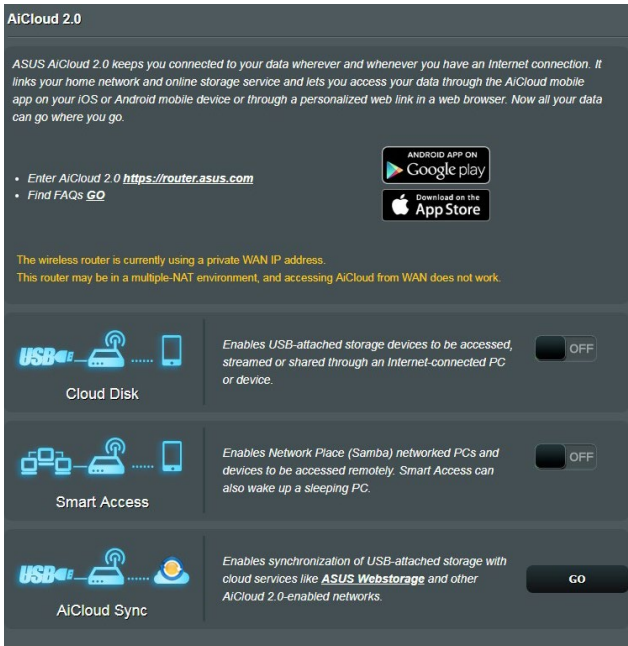 AiCloud 2.0
ASUS AiCloud 2.0 keeps you connected to your data wherever and whenever you have an Internet connection. It
links your home network and online storage service and lets you access your data through the AiCloud mobile
app on your iOS or Android mobile device or through a personalized web link in a web browser. Now all your data
can go where you go.
ANDROID APP ON
Google play
Enter AiCloud 2.0 https://router.asus.com
Find FAQs GO
Download on the
App Store
The wireless router is currently using a private WAN IP address.
This router may be in a multiple-NAT environment, and accessing AiCloud from WAN does not work.
USB
Cloud Disk
Enables USB-attached storage devices to be accessed,
streamed or shared through an Internet-connected PC
or device.
OFF
Smart Access
Enables Network Place (Samba) networked PCs and
devices to be accessed remotely. Smart Access can
also wake up a sleeping PC.
OFF
USB
AiCloud Sync
Enables synchronization of USB-attached storage with
cloud services like ASUS Webstorage and other
AiCloud 2.0-enabled networks.
GO